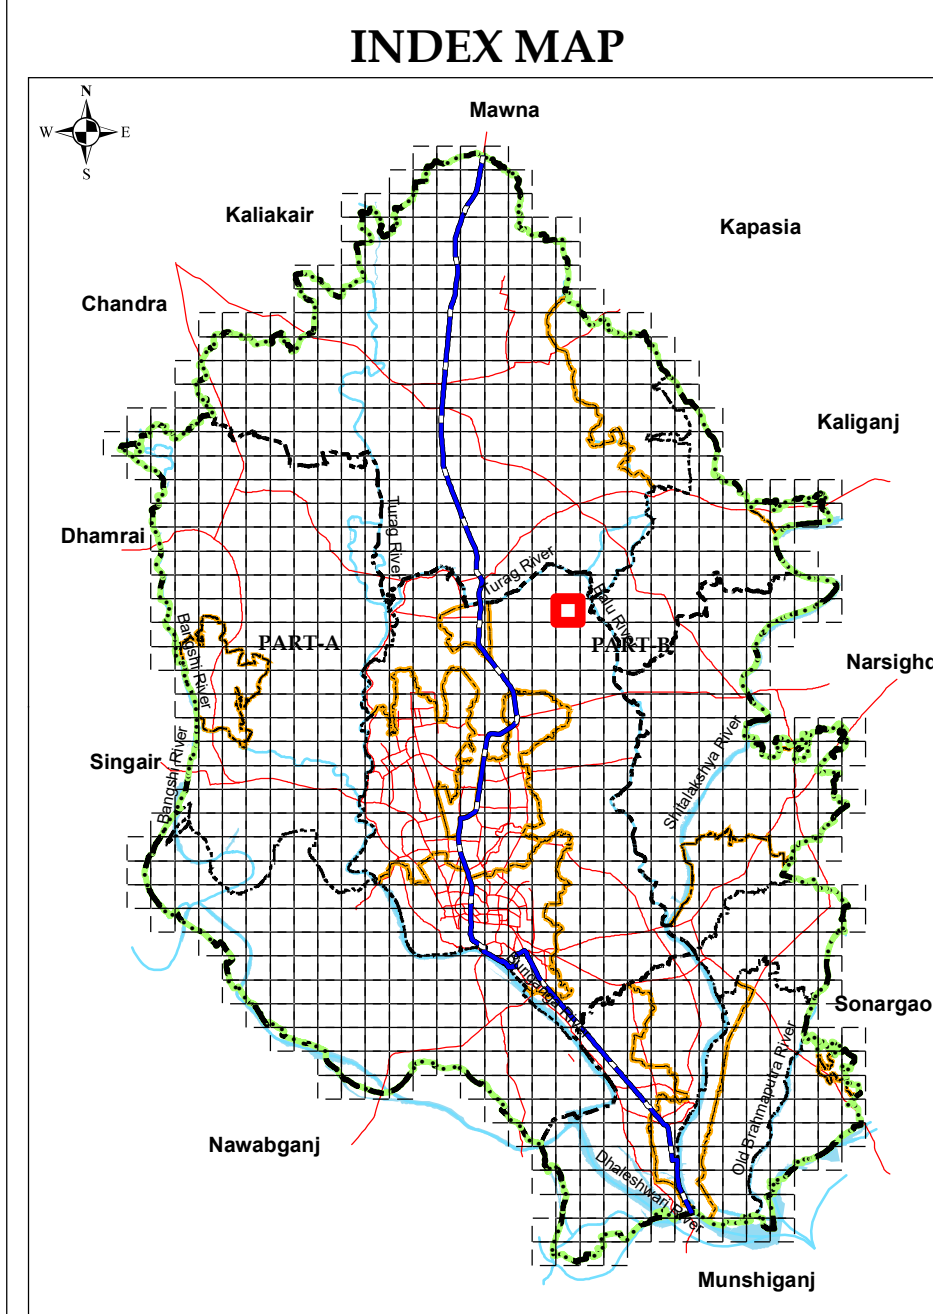 INDEX MAP
N
W
E
S
Mawna
Kaliakair
Kapasia
Chandra
Kaliganj
Dhamrai
Turag River
Turag River
Balu River
Bangshi River
PART-A
PART-B
Narsighd
Singair
Bangshi River
Shitalakshya River
Buriganga River
Sonargao
Old Brahmaputra River
Nawabganj
Dhaleshwari River
Munshiganj